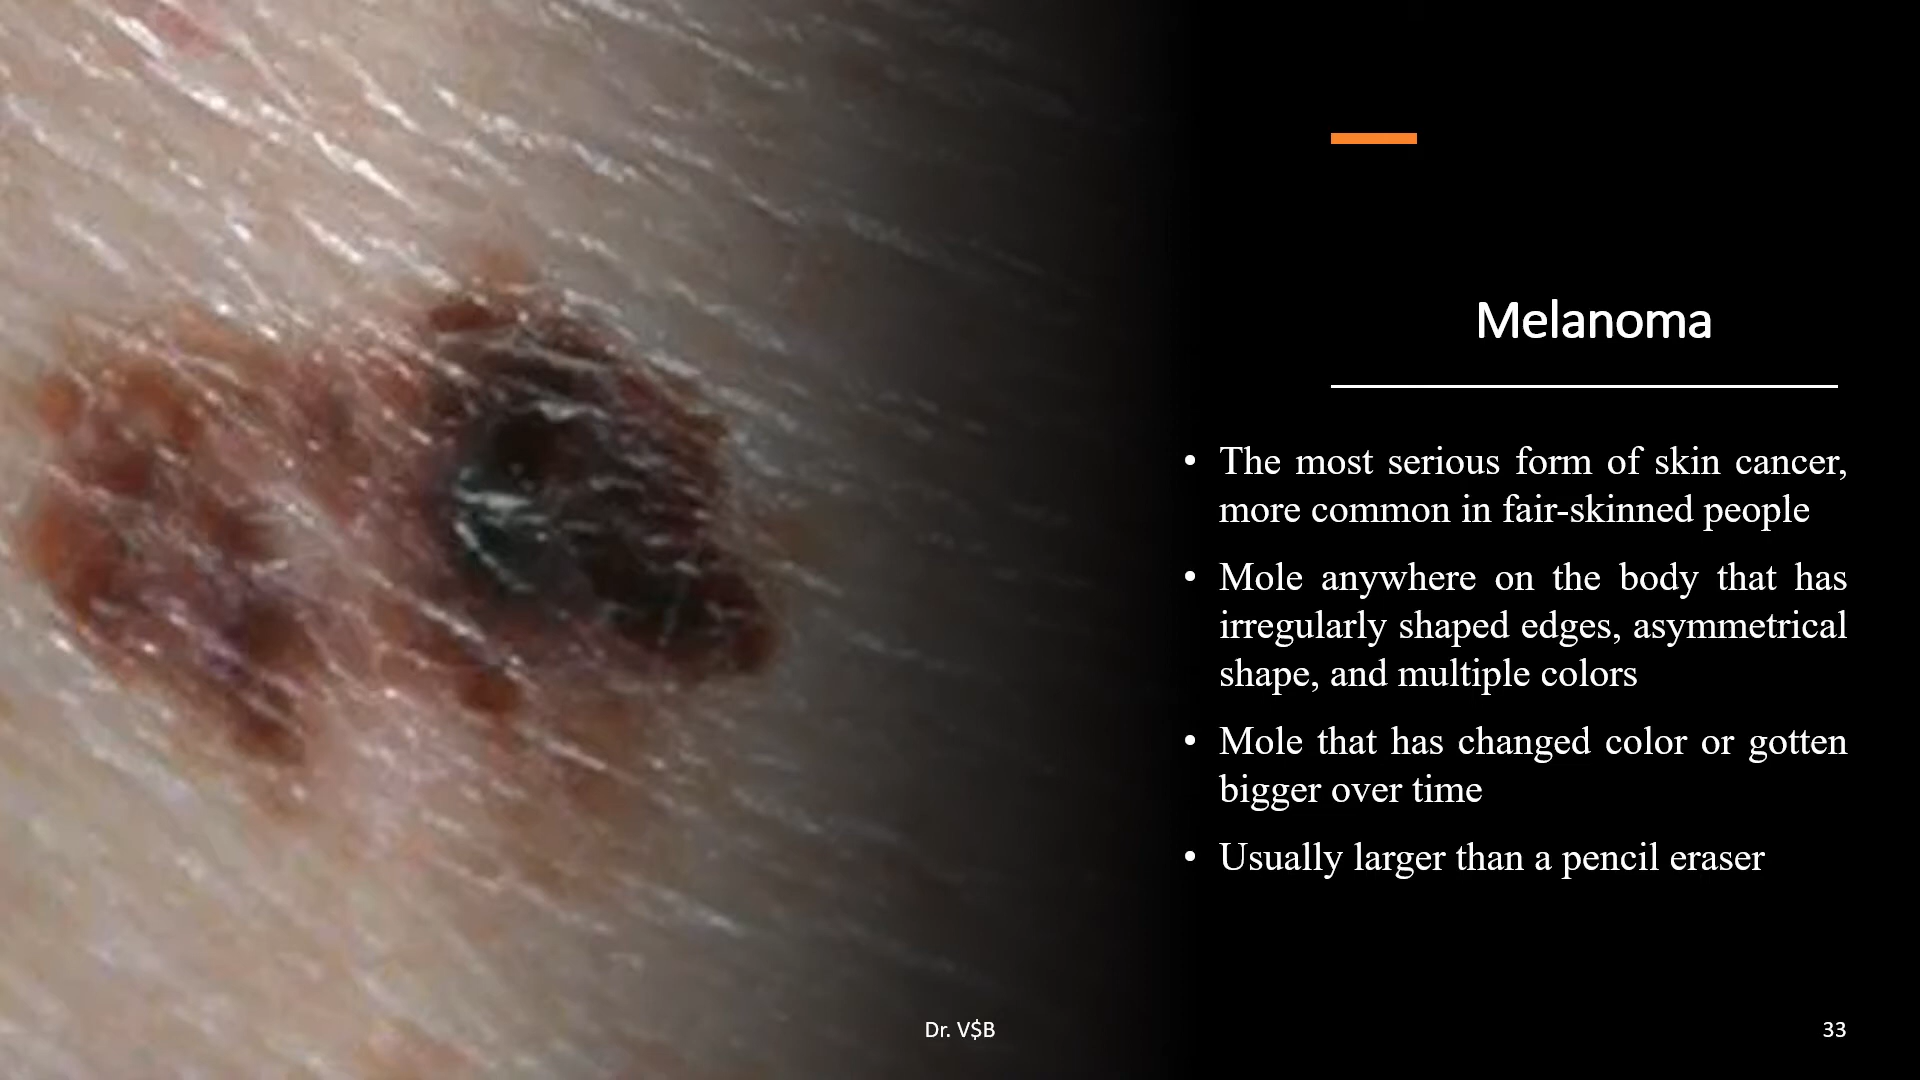 Melanoma
• The most serious form of skin cancer,
more common in fair-skinned people
• Mole anywhere on the body that has
irregularly shaped edges, asymmetrical
shape, and multiple colors
• Mole that has changed color or gotten
bigger over time
• Usually larger than a pencil eraser
Dr. V$B
33